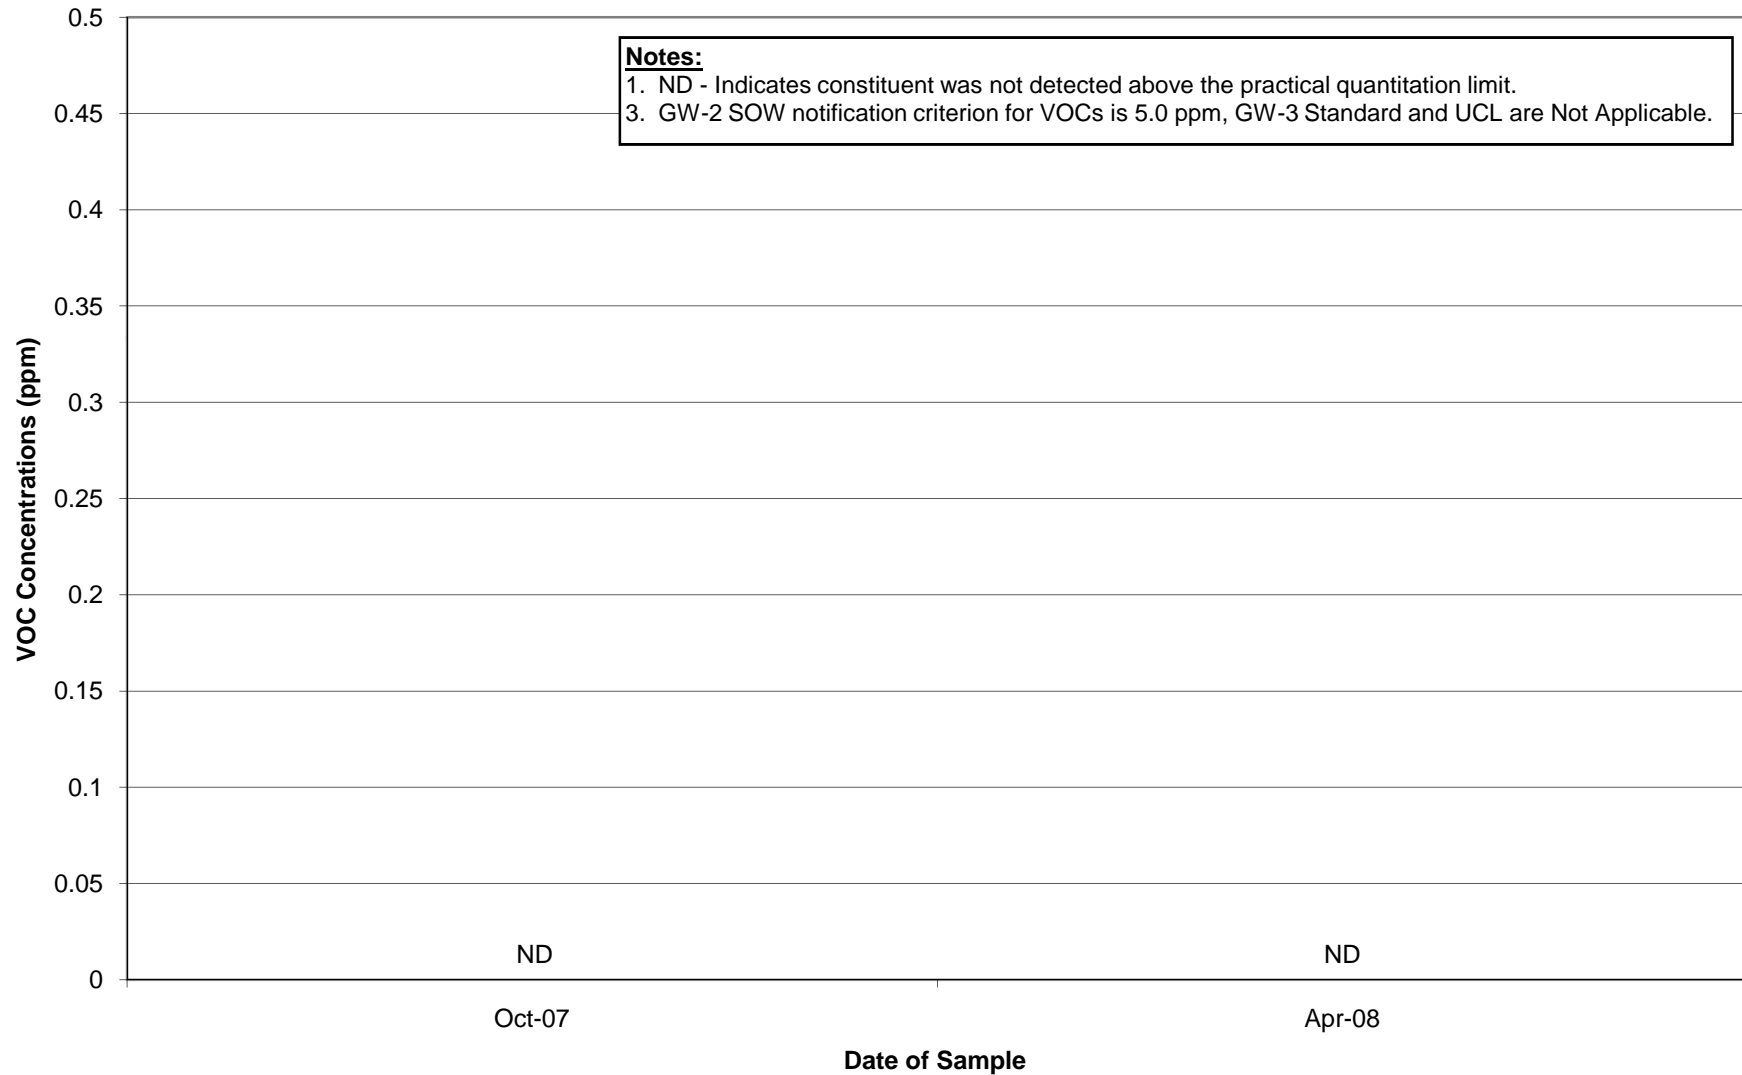 0.5
Notes:
1. ND - Indicates constituent was not detected above the practical quantitation limit.
3. GW-2 SOW notification criterion for VOCs is 5.0 ppm, GW-3 Standard and UCL are Not Applicable.
0.45
0.4
0.35
0.3
0.25
0.2
0.15
0.1
0.05
0
VOC Concentrations (ppm)
ND ND
Oct-07 Apr-08
Date of Sample